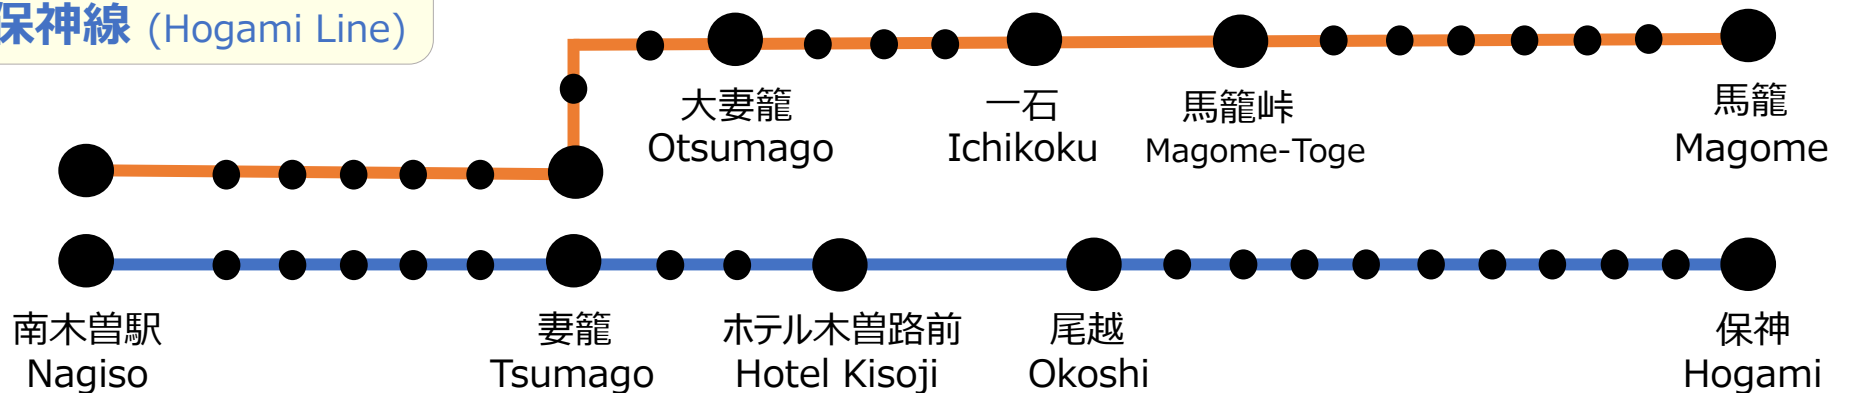 保神線 (Hogami Line)
大妻籠
Otsumago
一石
Ichikoku
馬籠峠
Magome-Toge
馬籠
Magome
南木曽駅
Nagiso
妻籠
Tsumago
ホテル木曽路前
Hotel Kisoji
尾越
Okoshi
保神
Hogami